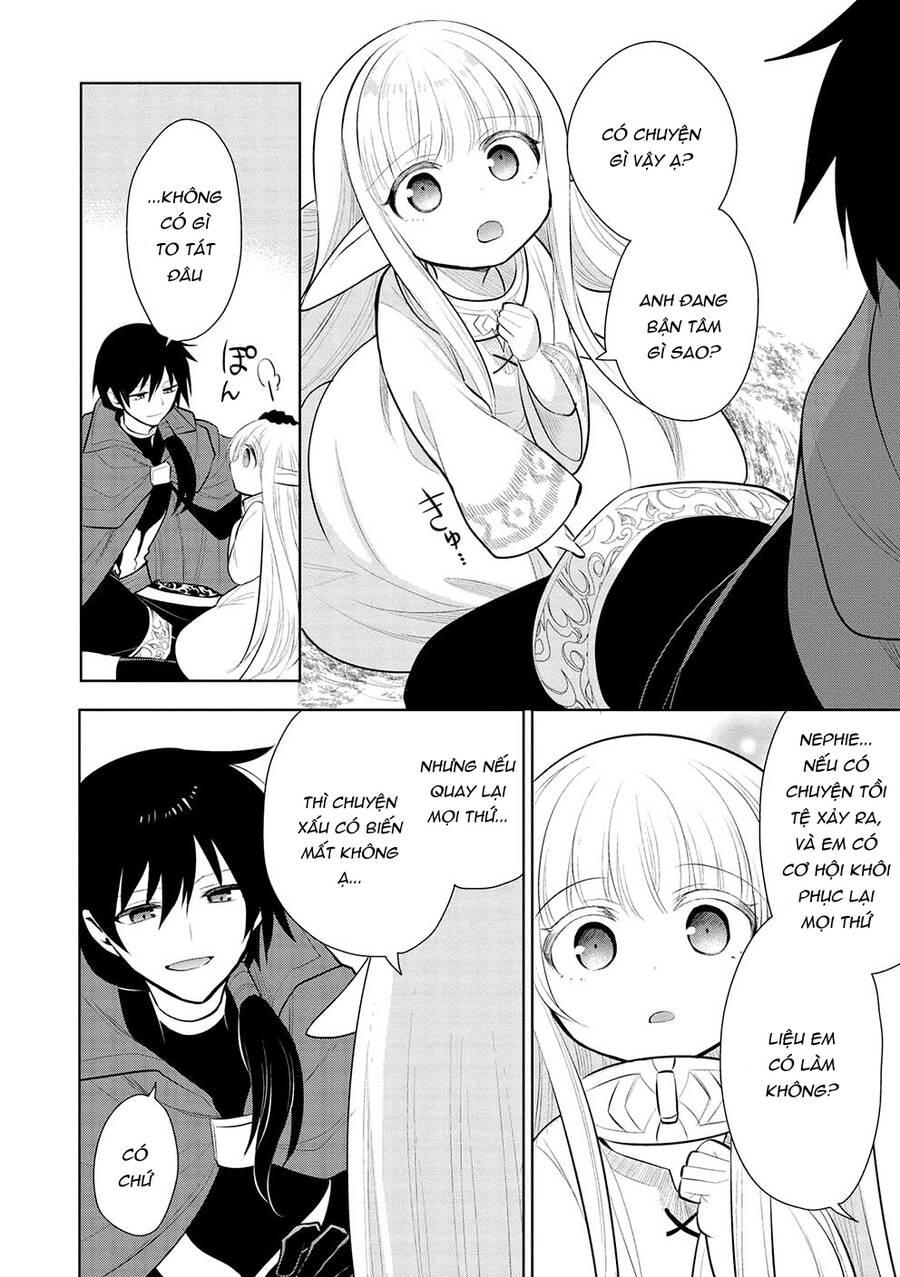 CÓ CHUYỆN
GÌ VẬY Ạ?
ANH ĐANG
BẬN TÂM
GÌ SAO?
きゅ…
...KHÔNG
CÓ GÌ
TO TÁT
ĐÂU
ぽん
NEPHIE...
NẾU CÓ
CHUYỆN TỒI
TỆ XẢY RA,
VÀ EM CÓ
CƠ HỘI KHÔI
PHỤC LẠI
MỌI THỨ
LIỆU EM
CÓ LÀM
KHÔNG?
NHƯNG NẾU
QUAY LẠI
MỌI THỨ...
THÌ CHUYỆN
XẤU CÓ BIẾN
MẤT KHÔNG
Ạ...
CÓ
CHỨ